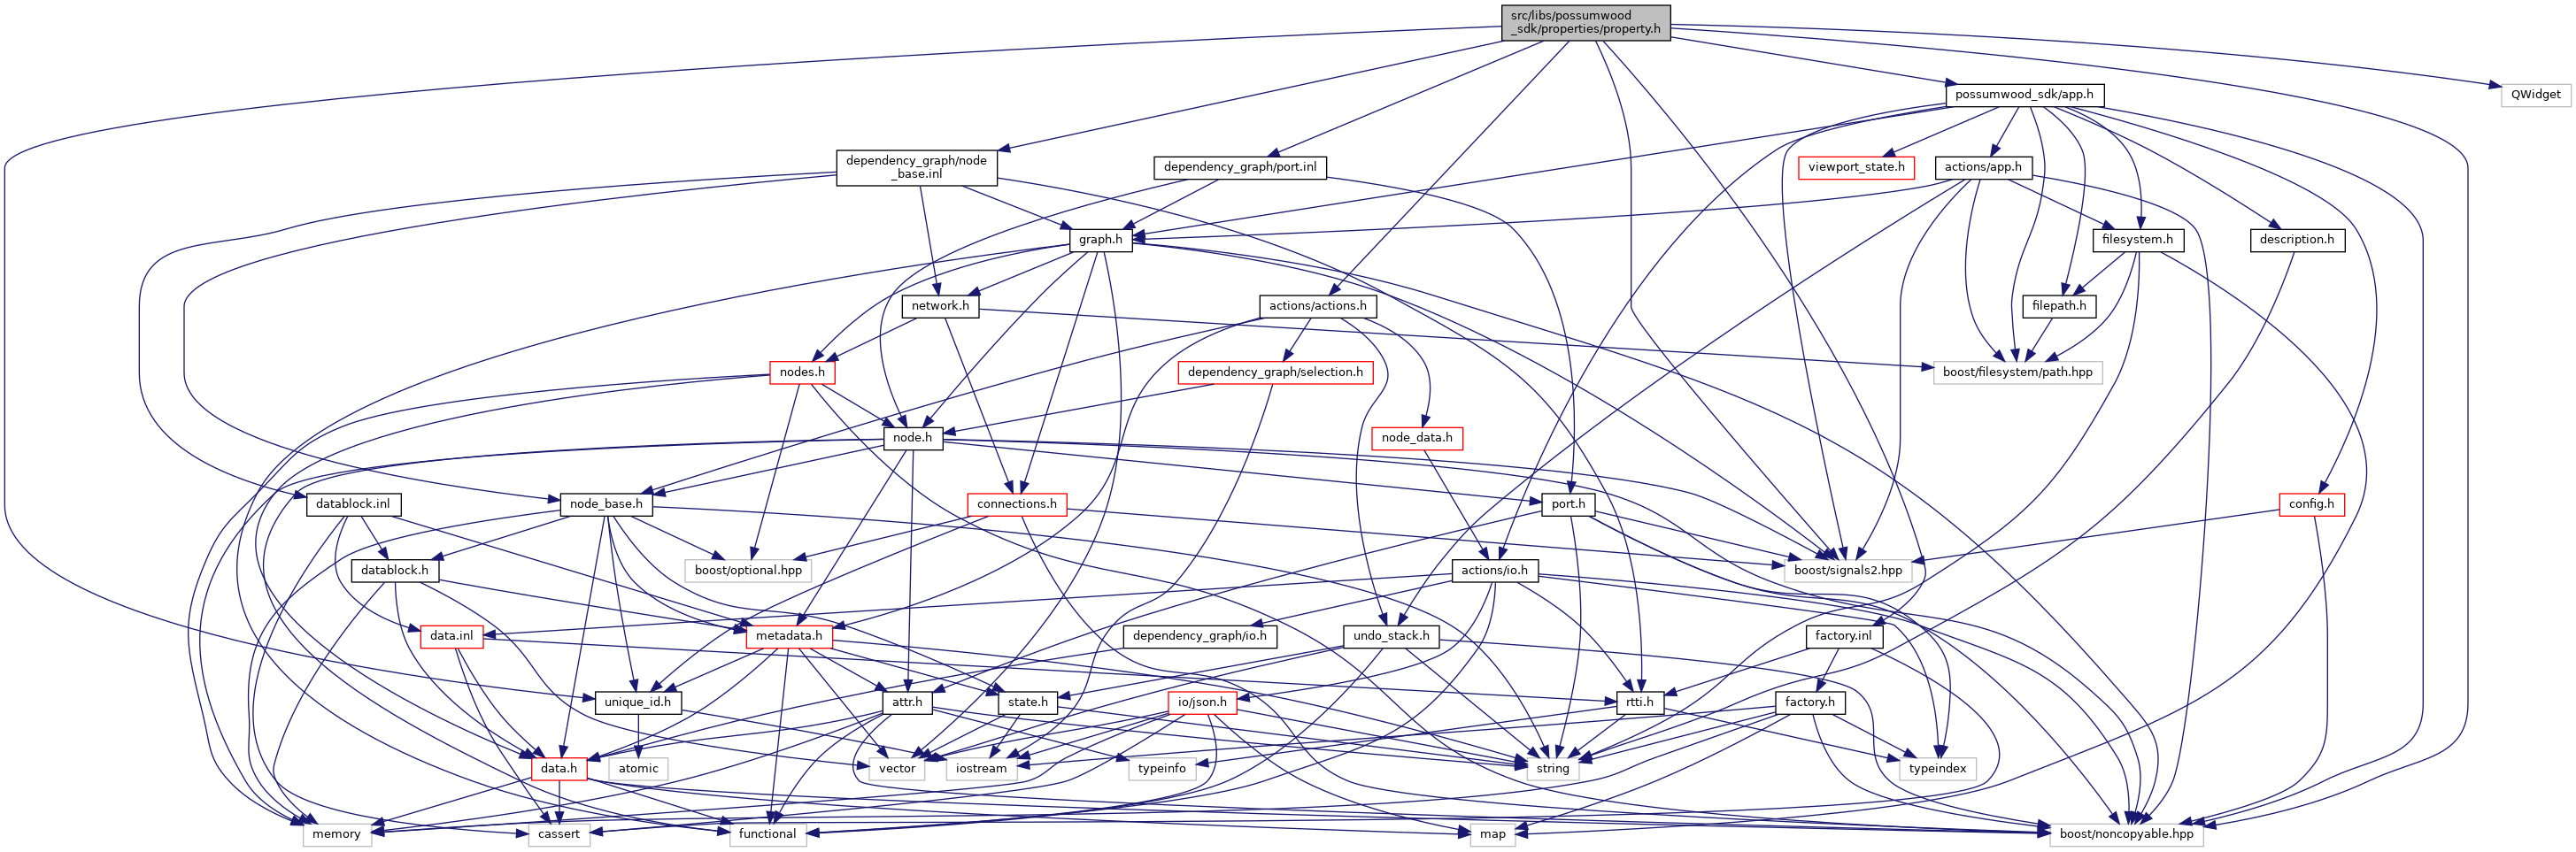 src/libs/possumwood
_sdk/properties/property.h
possumwood_sdk/app.h
QWidget
dependency_graph/node
_base.inl
dependency_graph/port.inl
viewport_state.h
actions/app.h
graph.h
filesystem.h
description.h
network.h
actions/actions.h
filepath.h
nodes.h
dependency_graph/selection.h
boost/filesystem/path.hpp
node.h
node_data.h
datablock.inl
node_base.h
connections.h
port.h
config.h
datablock.h
boost/optional.hpp
actions/io.h
boost/signals2.hpp
data.inl
metadata.h
dependency_graph/io.h
undo_stack.h
factory.inl
unique_id.h
attr.h
state.h
io/json.h
rtti.h
factory.h
data.h
atomic
vector
iostream
typeinfo
string
typeindex
memory
cassert
functional
map
boost/noncopyable.hpp